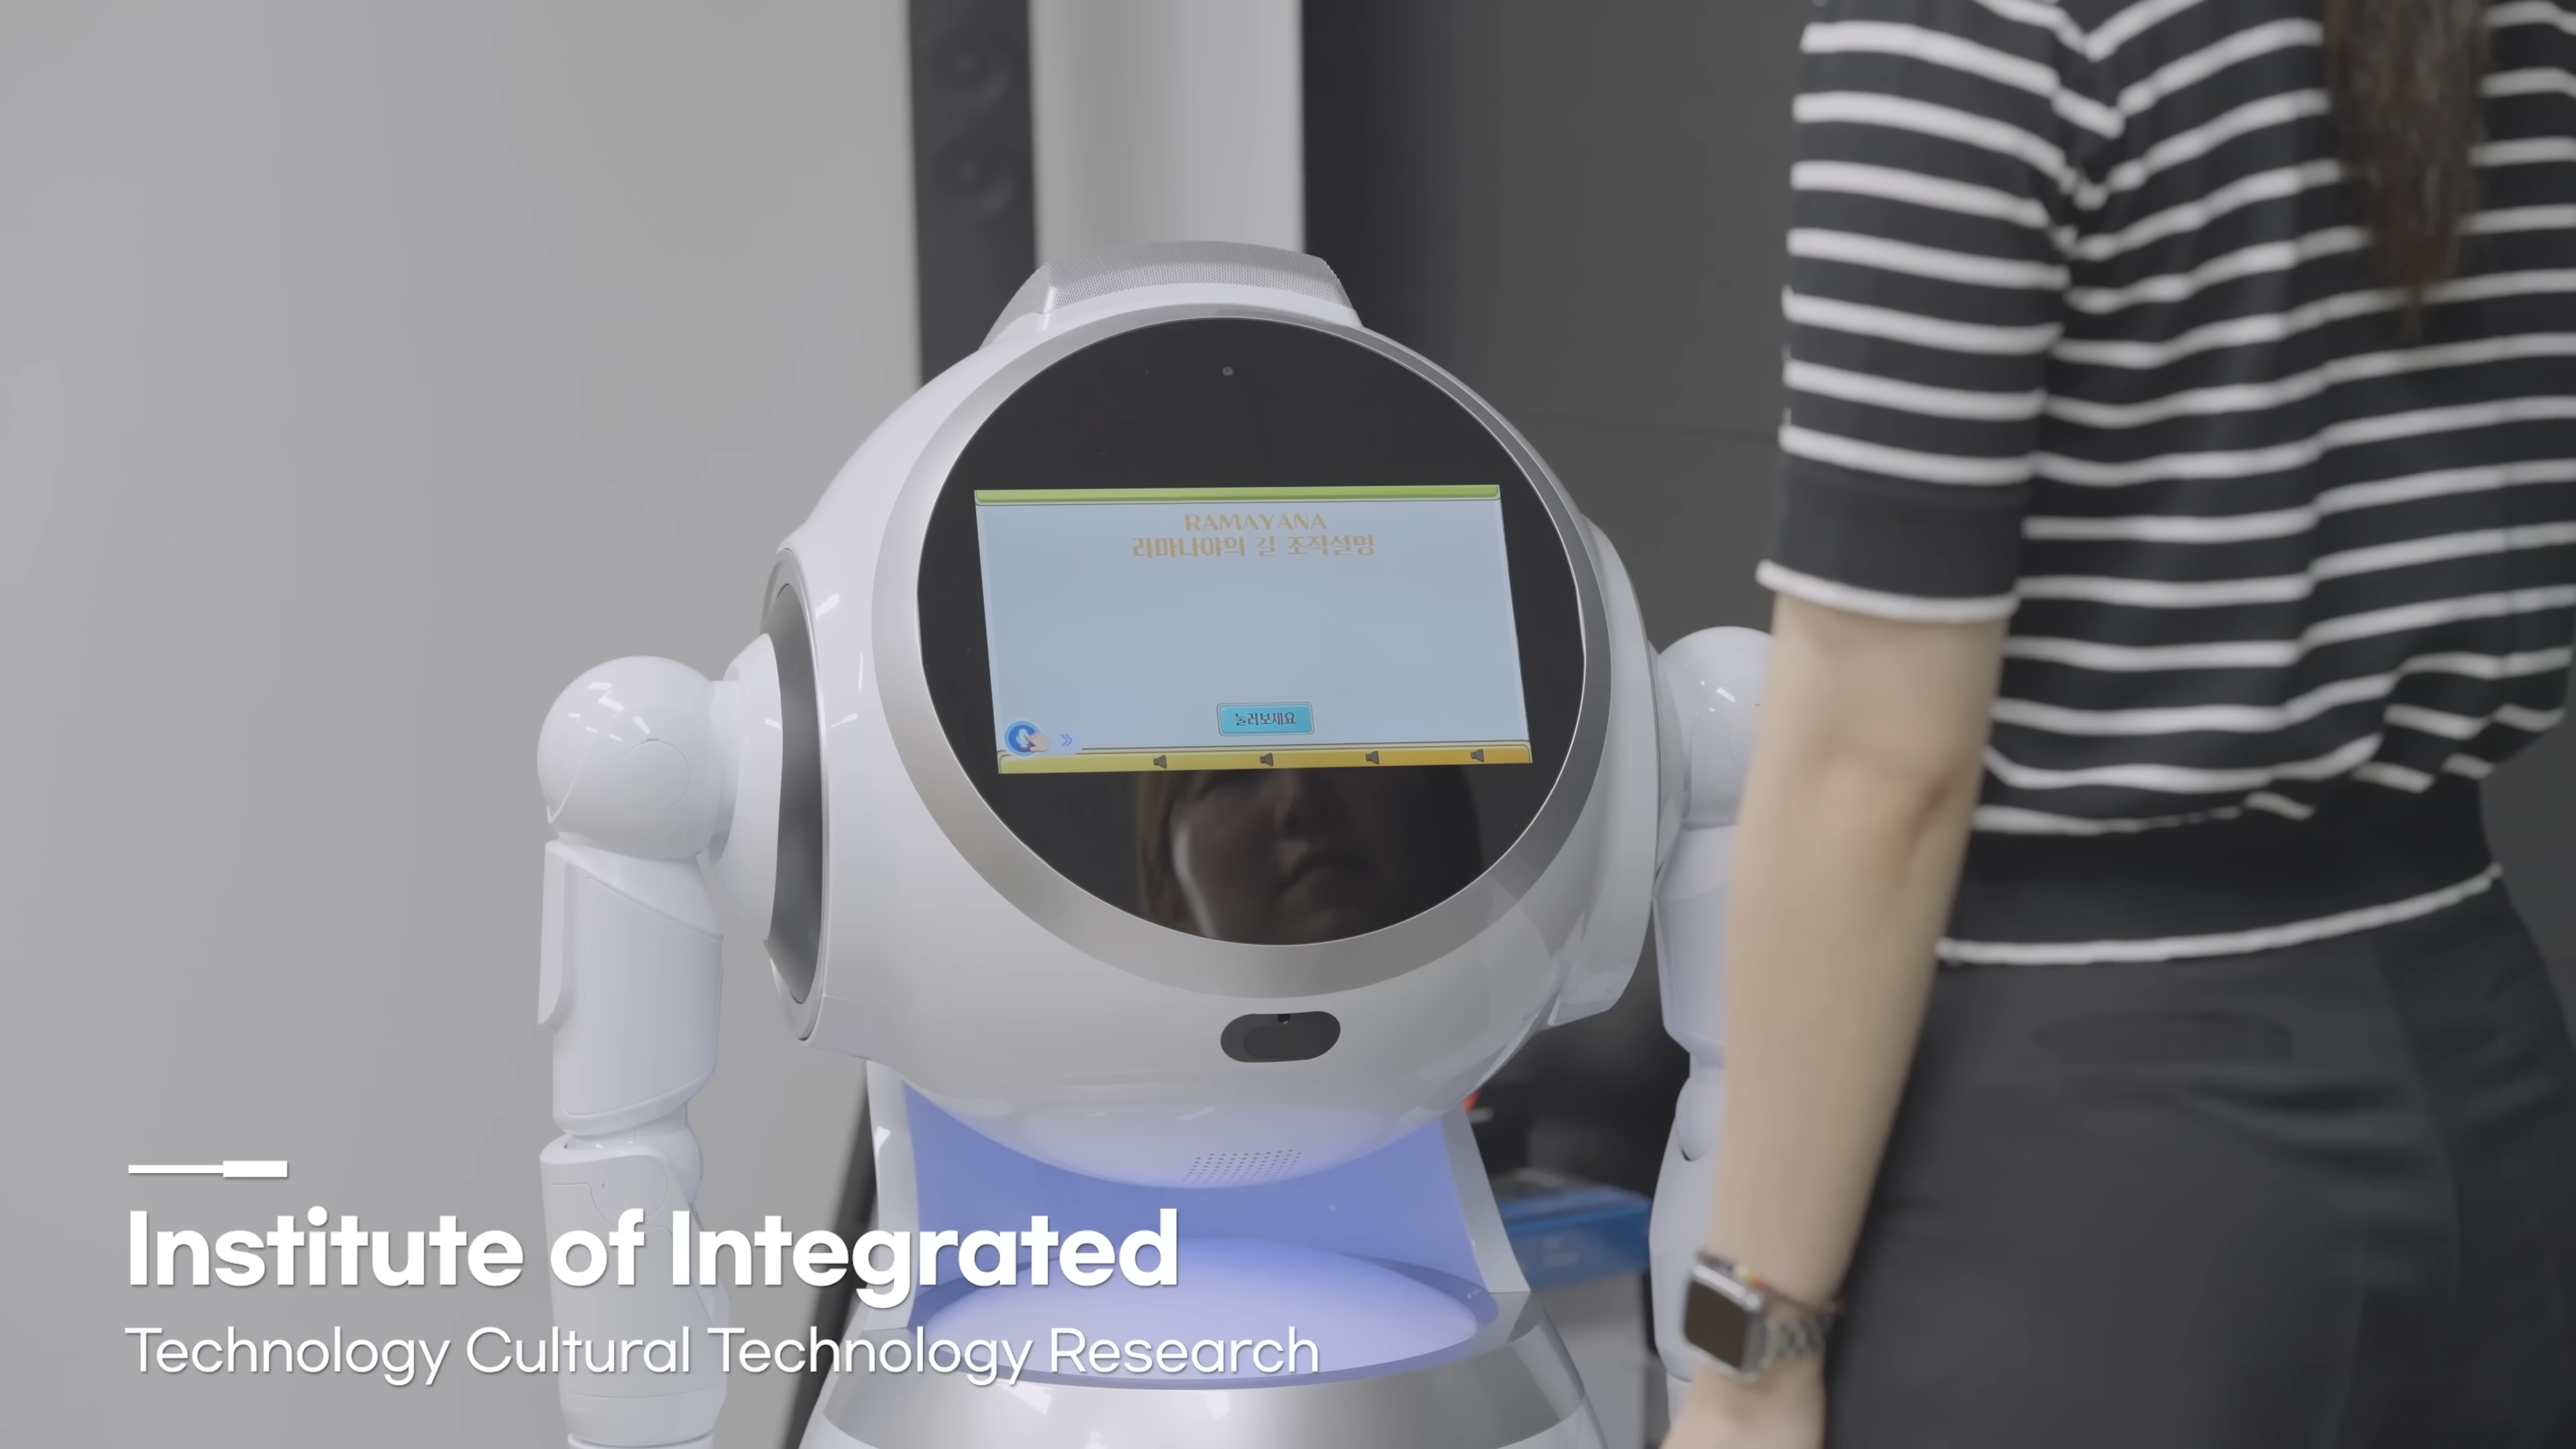 RAMAYANA
라마나야의 길 조작설명
눌러보세요
Institute of Integrated
Technology Cultural Technology Research